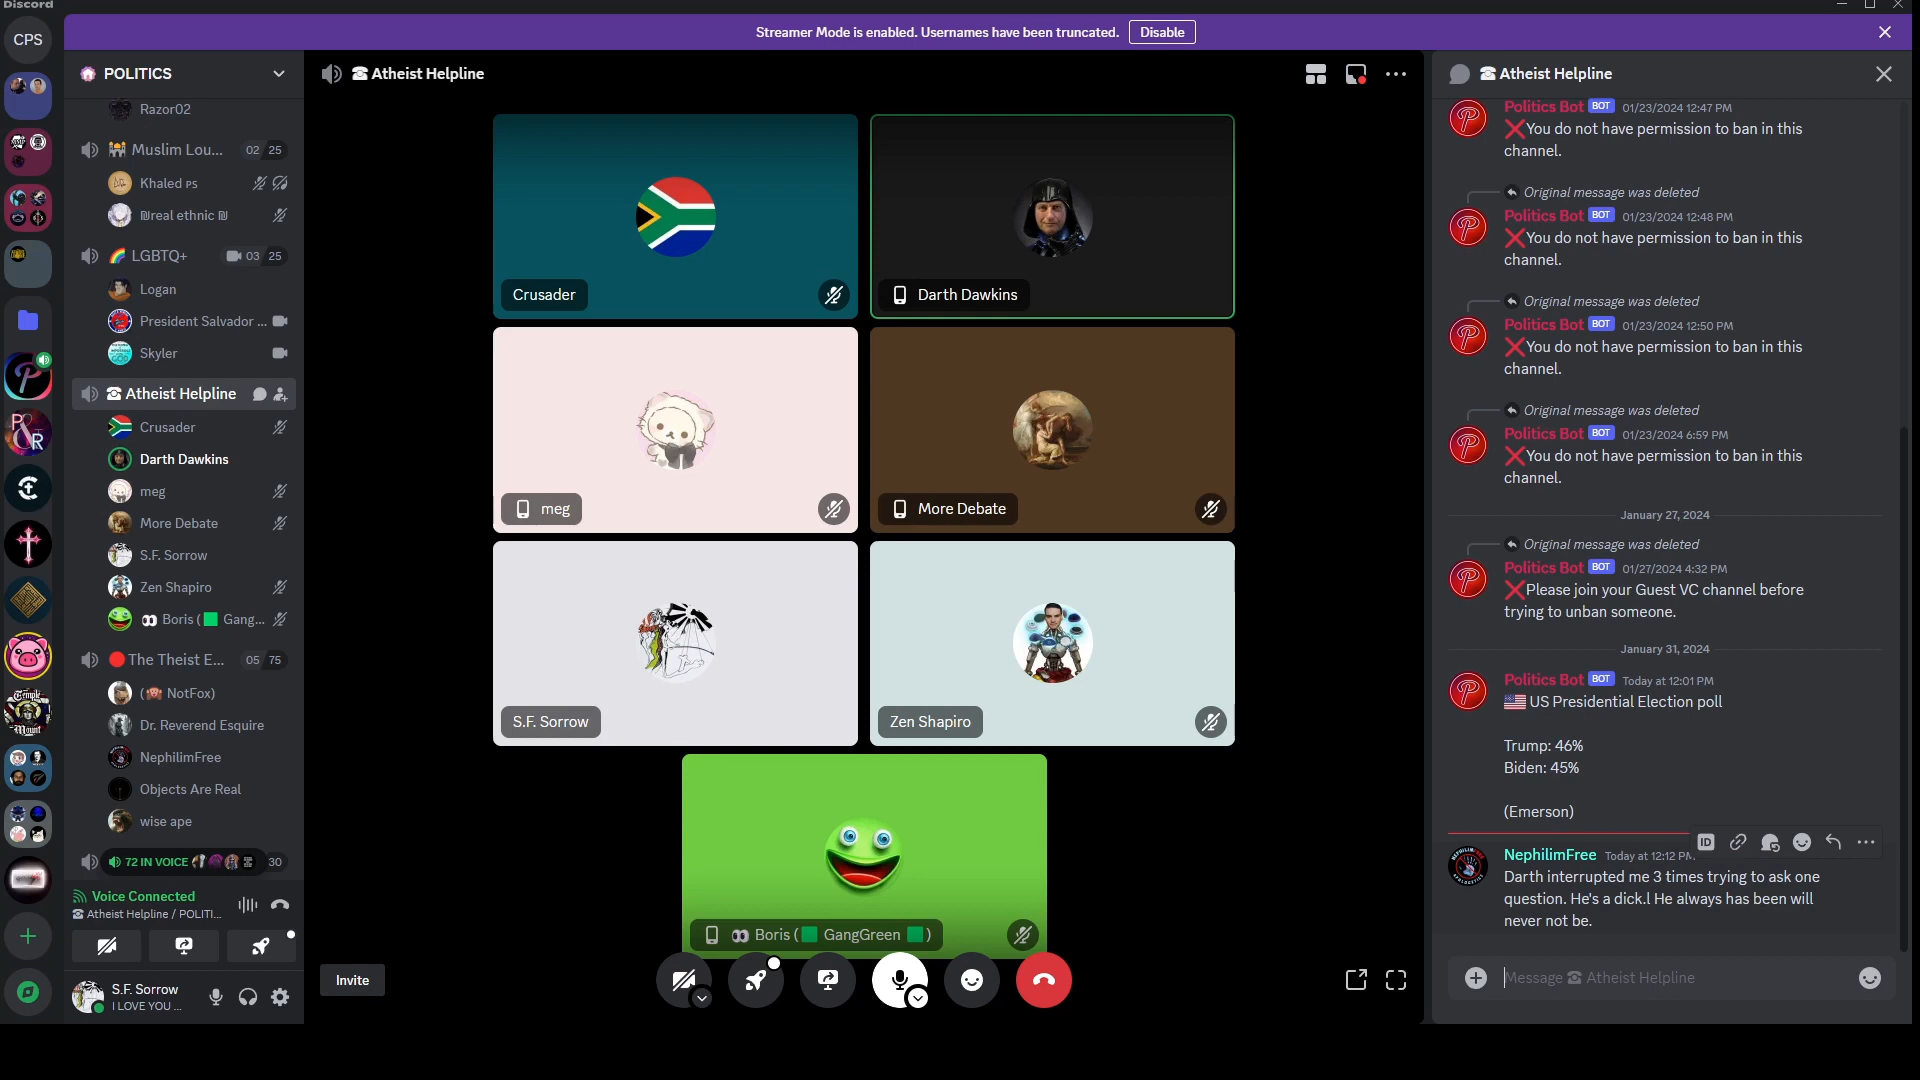 Discord
Streamer Mode is enabled. Usernames have been truncated.
Disable
CPS
POLITICS
Razor02
Muslim Lou...
02 25
Khaled PS
₪real ethnic ₪
LGBTQ+
03 25
Logan
President Salvador ...
Skyler
Atheist Helpline
Crusader
Darth Dawkins
meg
More Debate
S.F. Sorrow
Zen Shapiro
Boris ( Gang...
The Theist E...
05 75
( NotFox)
Dr. Reverend Esquire
NephilimFree
Objects Are Real
wise ape
72 IN VOICE
30
Voice Connected
Atheist Helpline / POLITI...
S.F. Sorrow
I LOVE YOU ...
Atheist Helpline
Crusader
Darth Dawkins
meg
More Debate
S.F. Sorrow
Zen Shapiro
Boris ( GangGreen )
Invite
Atheist Helpline
Politics Bot BOT 01/23/2024 12:47 PM
❌You do not have permission to ban in this
channel.
Original message was deleted
Politics Bot BOT 01/23/2024 12:48 PM
❌You do not have permission to ban in this
channel.
Original message was deleted
Politics Bot BOT 01/23/2024 12:50 PM
❌You do not have permission to ban in this
channel.
Original message was deleted
Politics Bot BOT 01/23/2024 6:59 PM
❌You do not have permission to ban in this
channel.
January 27, 2024
Original message was deleted
Politics Bot BOT 01/27/2024 4:32 PM
❌Please join your Guest VC channel before
trying to unban someone.
January 31, 2024
Politics Bot BOT Today at 12:01 PM
US Presidential Election poll
Trump: 46%
Biden: 45%
(Emerson)
ID
NephilimFree Today at 12:12 PM
Darth interrupted me 3 times trying to ask one
question. He's a dick.l He always has been will
never not be.
Message Atheist Helpline